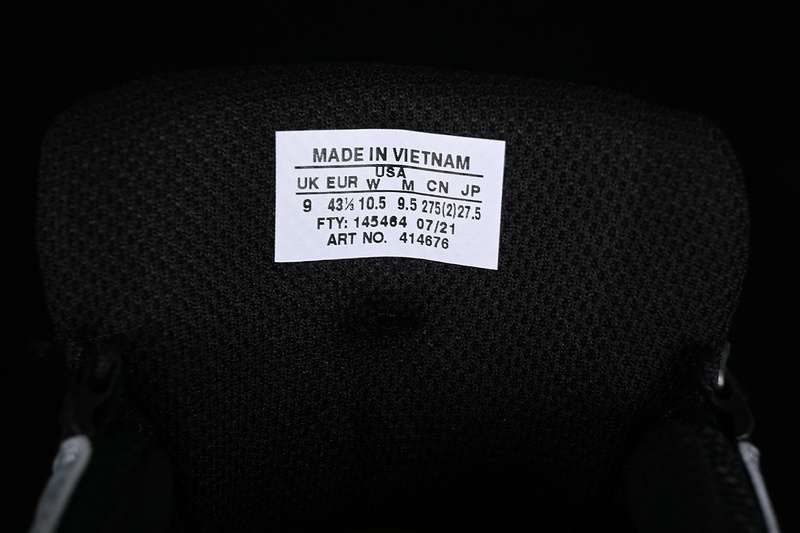 MADE IN VIETNAM
USA
UK EUR W M CN JP
9 43⅓ 10.5 9.5 275(2) 27.5
FTY: 145464 07/21
ART NO. 414676